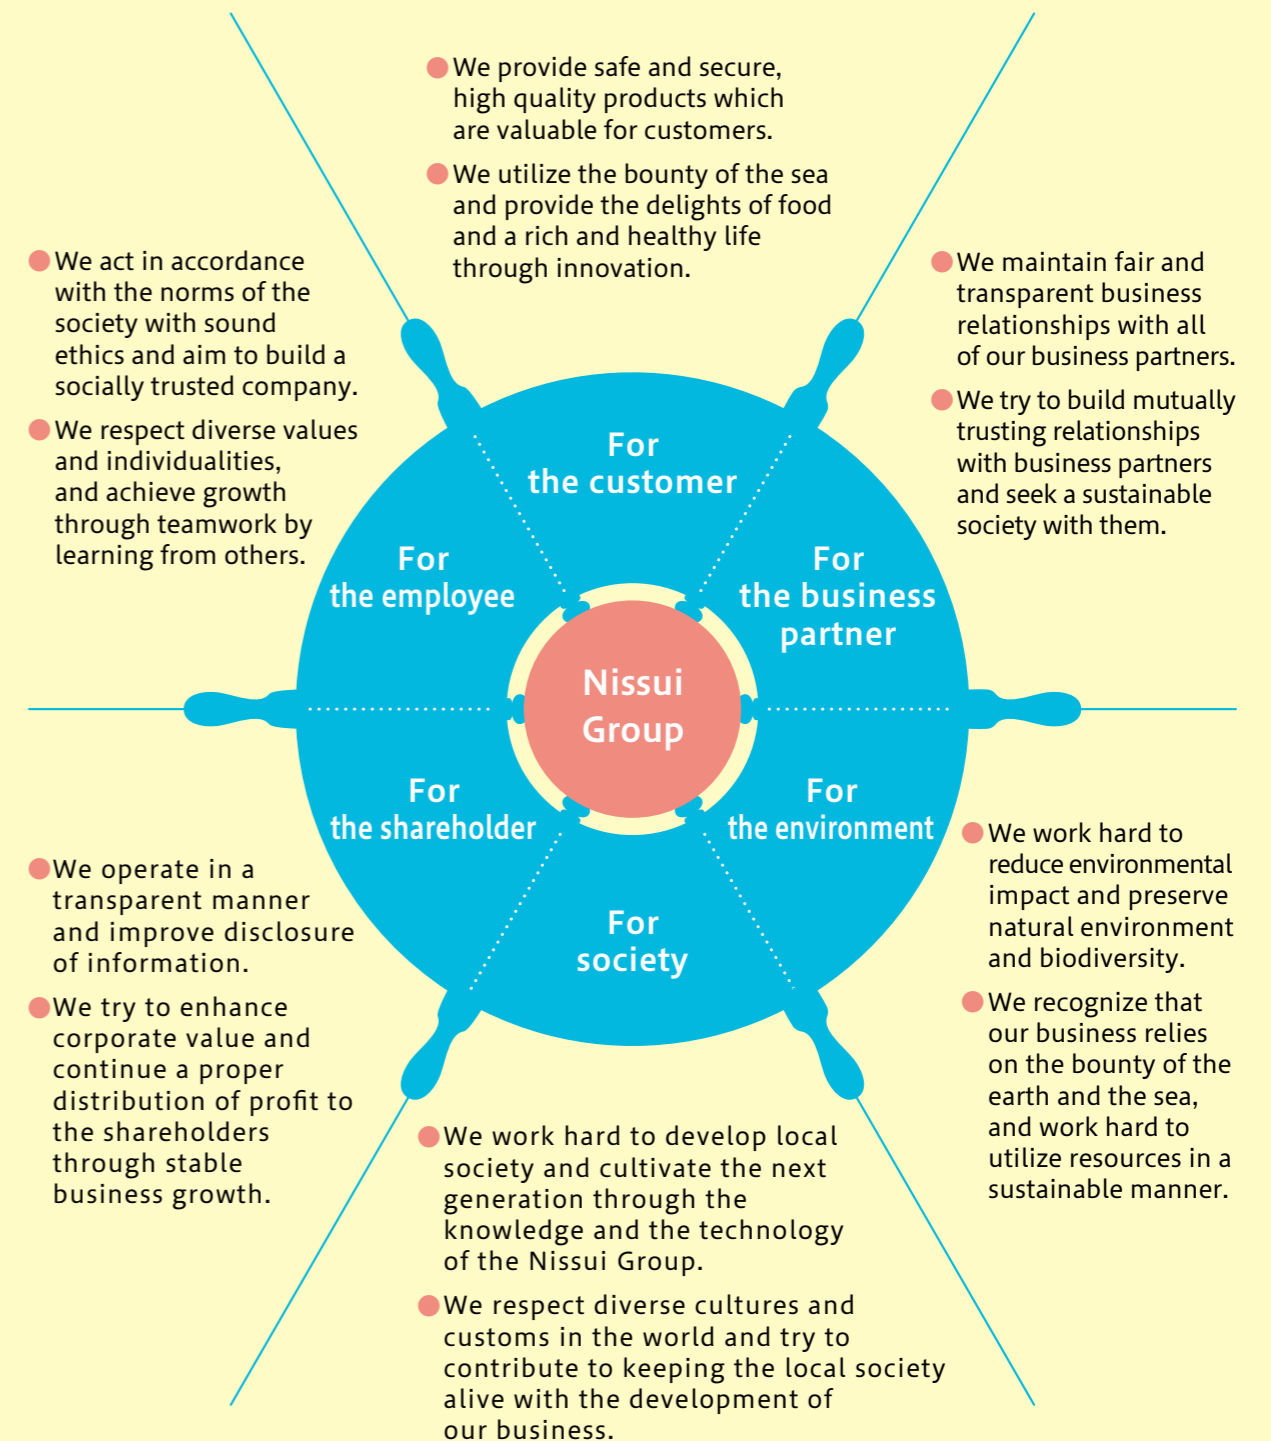 We provide safe and secure,
high quality products which
are valuable for customers.
We utilize the bounty of the sea
and provide the delights of food
and a rich and healthy life
through innovation.
We act in accordance
with the norms of the
society with sound
ethics and aim to build a
socially trusted company.
We respect diverse values
and individualities,
and achieve growth
through teamwork by
learning from others.
We maintain fair and
transparent business
relationships with all
of our business partners.
We try to build mutually
trusting relationships
with business partners
and seek a sustainable
society with them.
For
the customer
For
the employee
For
the business
partner
Nissui
Group
For
the shareholder
For
the environment
For
society
We operate in a
transparent manner
and improve disclosure
of information.
We try to enhance
corporate value and
continue a proper
distribution of profit to
the shareholders
through stable
business growth.
We work hard to
reduce environmental
impact and preserve
natural environment
and biodiversity.
We recognize that
our business relies
on the bounty of the
earth and the sea,
and work hard to
utilize resources in a
sustainable manner.
We work hard to develop local
society and cultivate the next
generation through the
knowledge and the technology
of the Nissui Group.
We respect diverse cultures and
customs in the world and try to
contribute to keeping the local society
alive with the development of
our business.